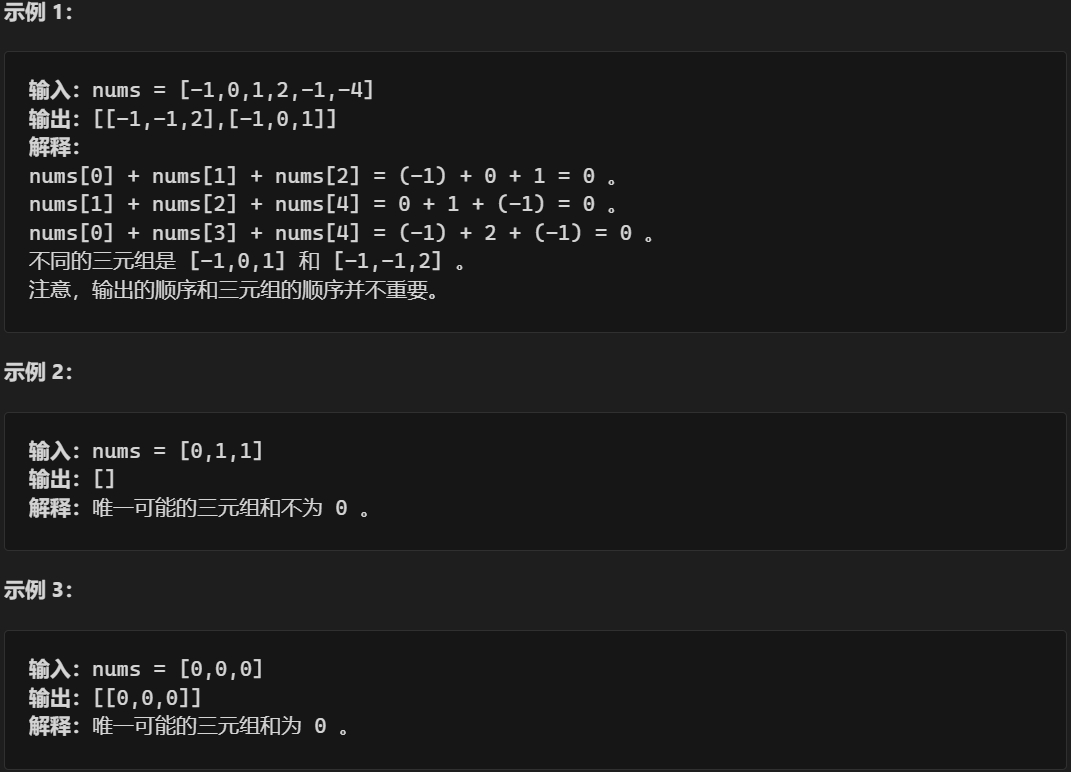 示例 1：
输入：nums = [-1,0,1,2,-1,-4]
输出：[[-1,-1,2],[-1,0,1]]
解释：
nums[0] + nums[1] + nums[2] = (-1) + 0 + 1 = 0 。
nums[1] + nums[2] + nums[4] = 0 + 1 + (-1) = 0 。
nums[0] + nums[3] + nums[4] = (-1) + 2 + (-1) = 0 。
不同的三元组是 [-1,0,1] 和 [-1,-1,2] 。
注意，输出的顺序和三元组的顺序并不重要。
示例 2：
输入：nums = [0,1,1]
输出：[]
解释：唯一可能的三元组和不为 0 。
示例 3：
输入：nums = [0,0,0]
输出：[[0,0,0]]
解释：唯一可能的三元组和为 0 。